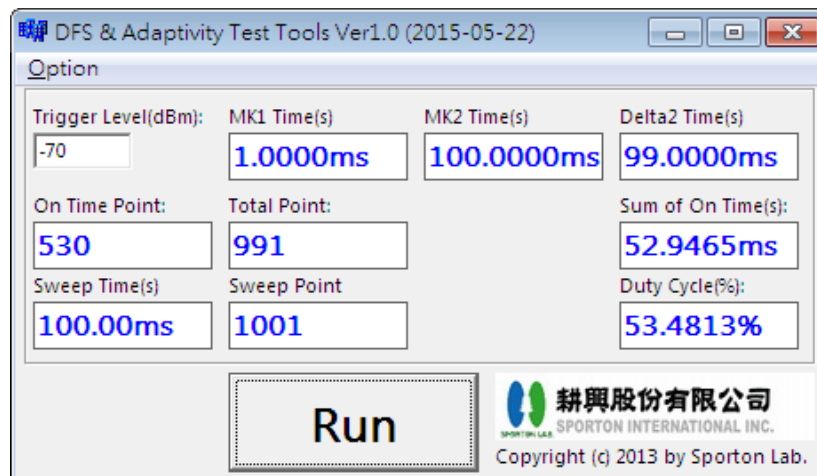 DFS & Adaptivity Test Tools Ver1.0 (2015-05-22)
Option
Trigger Level(dBm): MK1 Time(s) MK2 Time(s) Delta2 Time(s)
-70 1.0000ms 100.0000ms 99.0000ms
On Time Point: Total Point: Sum of On Time(s):
530 991 52.9465ms
Sweep Time(s) Sweep Point Duty Cycle(%):
100.00ms 1001 53.4813%
Run
耕興股份有限公司
SPORTON LAB. SPORTON INTERNATIONAL INC.
Copyright (c) 2013 by Sporton Lab.